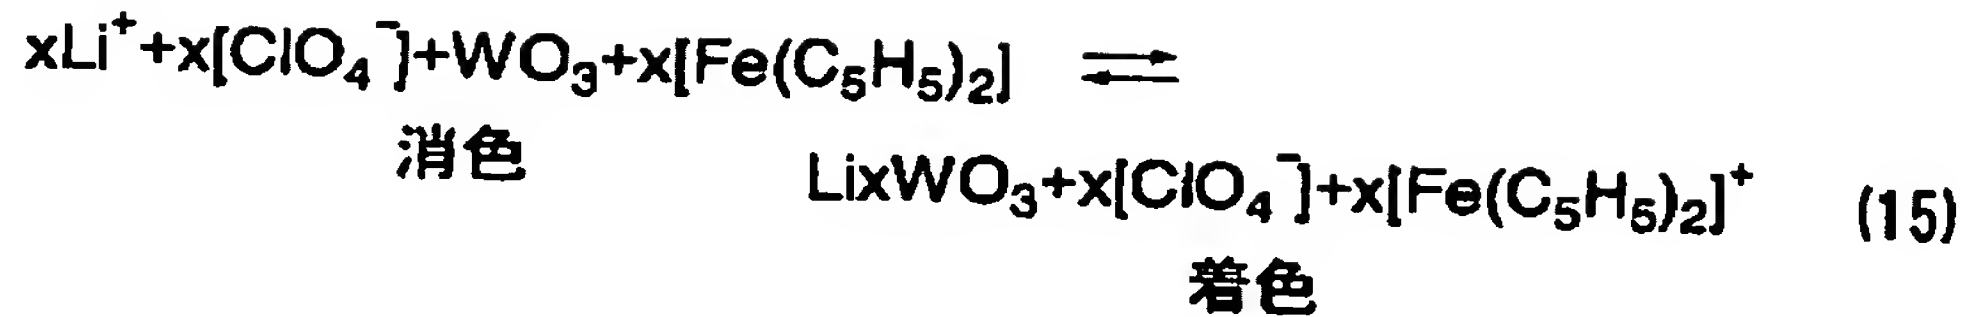 xLi⁺+x[ClO₄⁻]+WO₃+x[Fe(C₅H₅)₂] ⇌
消色
LixWO₃+x[ClO₄⁻]+x[Fe(C₅H₅)₂]⁺ (15)
着色